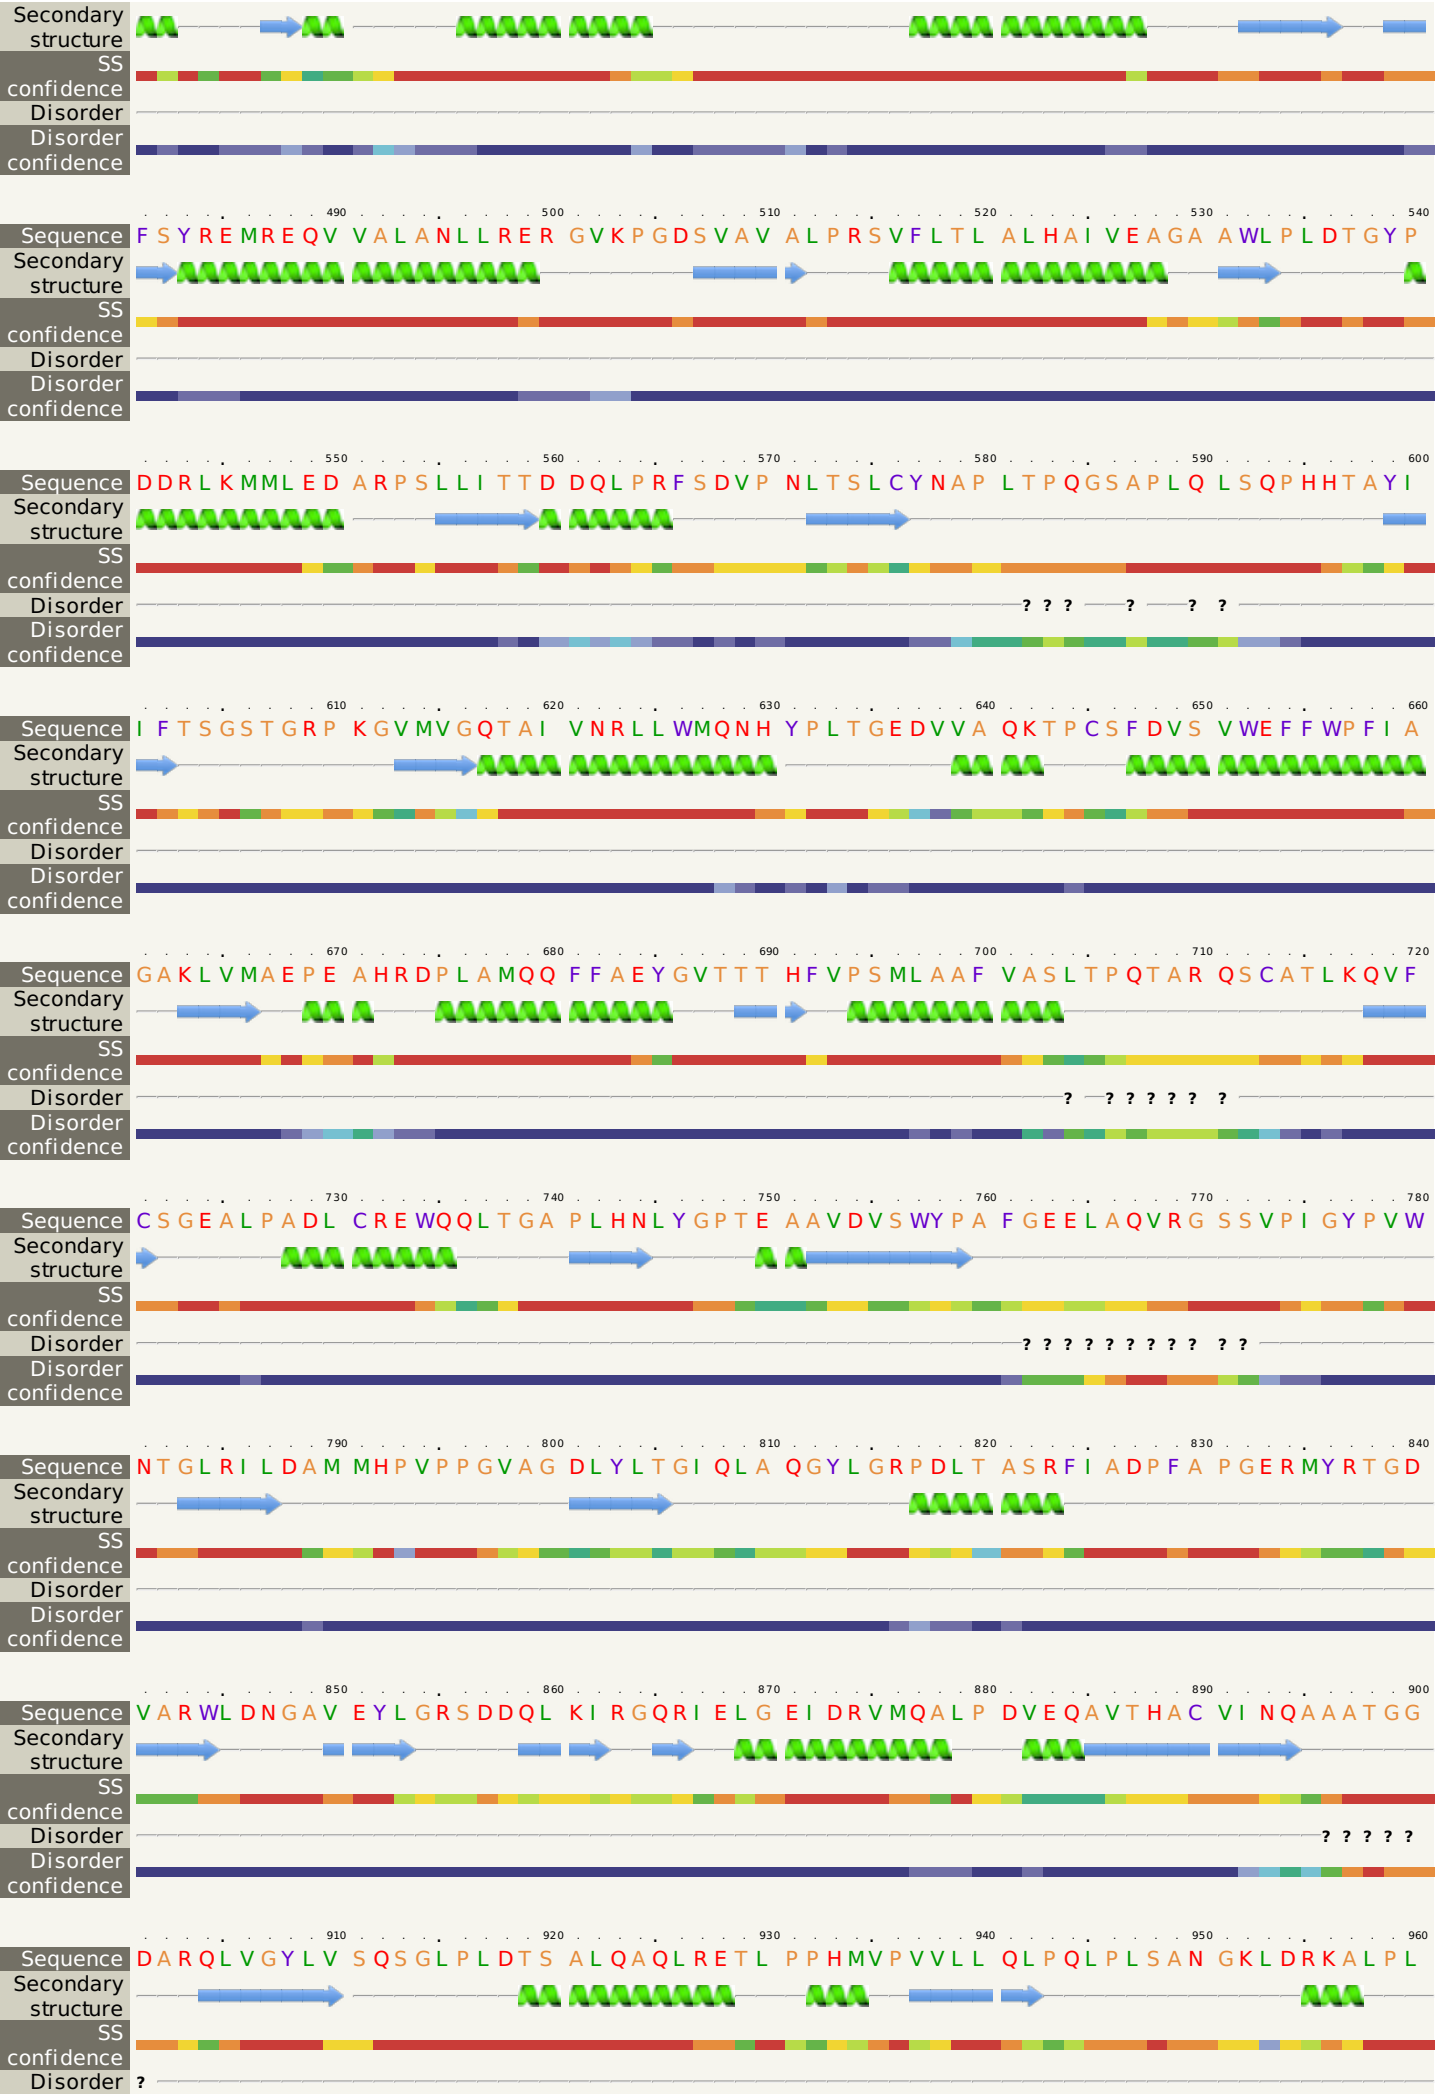 Secondary structure
SS confidence
Disorder
Disorder confidence
490 500 510 520 530 540
Sequence FSYREMREQV VALANLLRER GVKPGDSVAV ALPRSVFLTL ALHAIVEAGA AWLPLDTGYP
Secondary structure
SS confidence
Disorder
Disorder confidence
550 560 570 580 590 600
Sequence DDRLKMMLED ARPSLLITTD DQLPRFSDVP NLTSLCYNAP LTPQGSAPLQ LSQPHHTAYI
Secondary structure
SS confidence
Disorder ? ? ? ? ? ?
Disorder confidence
610 620 630 640 650 660
Sequence IFTSGSTGRP KGVMVGQTAI VNRLLWMQNH YPLTGEDVVA QKTPCSFDVS VWEFFWPFIA
Secondary structure
SS confidence
Disorder
Disorder confidence
670 680 690 700 710 720
Sequence GAKLVMAEPE AHRDPLAMQQ FFAEYGVTTT HFVPSMLAAF VASLTPQTAR QSCATLKQVF
Secondary structure
SS confidence
Disorder ? ? ? ? ? ? ?
Disorder confidence
730 740 750 760 770 780
Sequence CSGEALPADL CREWQQLTGA PLHNLYGPTE AAVDVSWYPA FGEELAQVRG SSVPIGYPVW
Secondary structure
SS confidence
Disorder ? ? ? ? ? ? ? ? ? ? ?
Disorder confidence
790 800 810 820 830 840
Sequence NTGLRILDAM MHPVPPGVAG DLYLTGIQLA QGYLGRPDLT ASRFIADPFA PGERMYRTGD
Secondary structure
SS confidence
Disorder
Disorder confidence
850 860 870 880 890 900
Sequence VARWLDNGAV EYLGRSDDQL KIRGQRIELG EIDRVMQALP DVEQAVTHAC VINQAAATGG
Secondary structure
SS confidence
Disorder ? ? ? ? ?
Disorder confidence
910 920 930 940 950 960
Sequence DARQLVGYLV SQSGLPLDTS ALQAQLRETL PPHMVPVVLL QLPQLPLSAN GKLDRKALPL
Secondary structure
SS confidence
Disorder ?